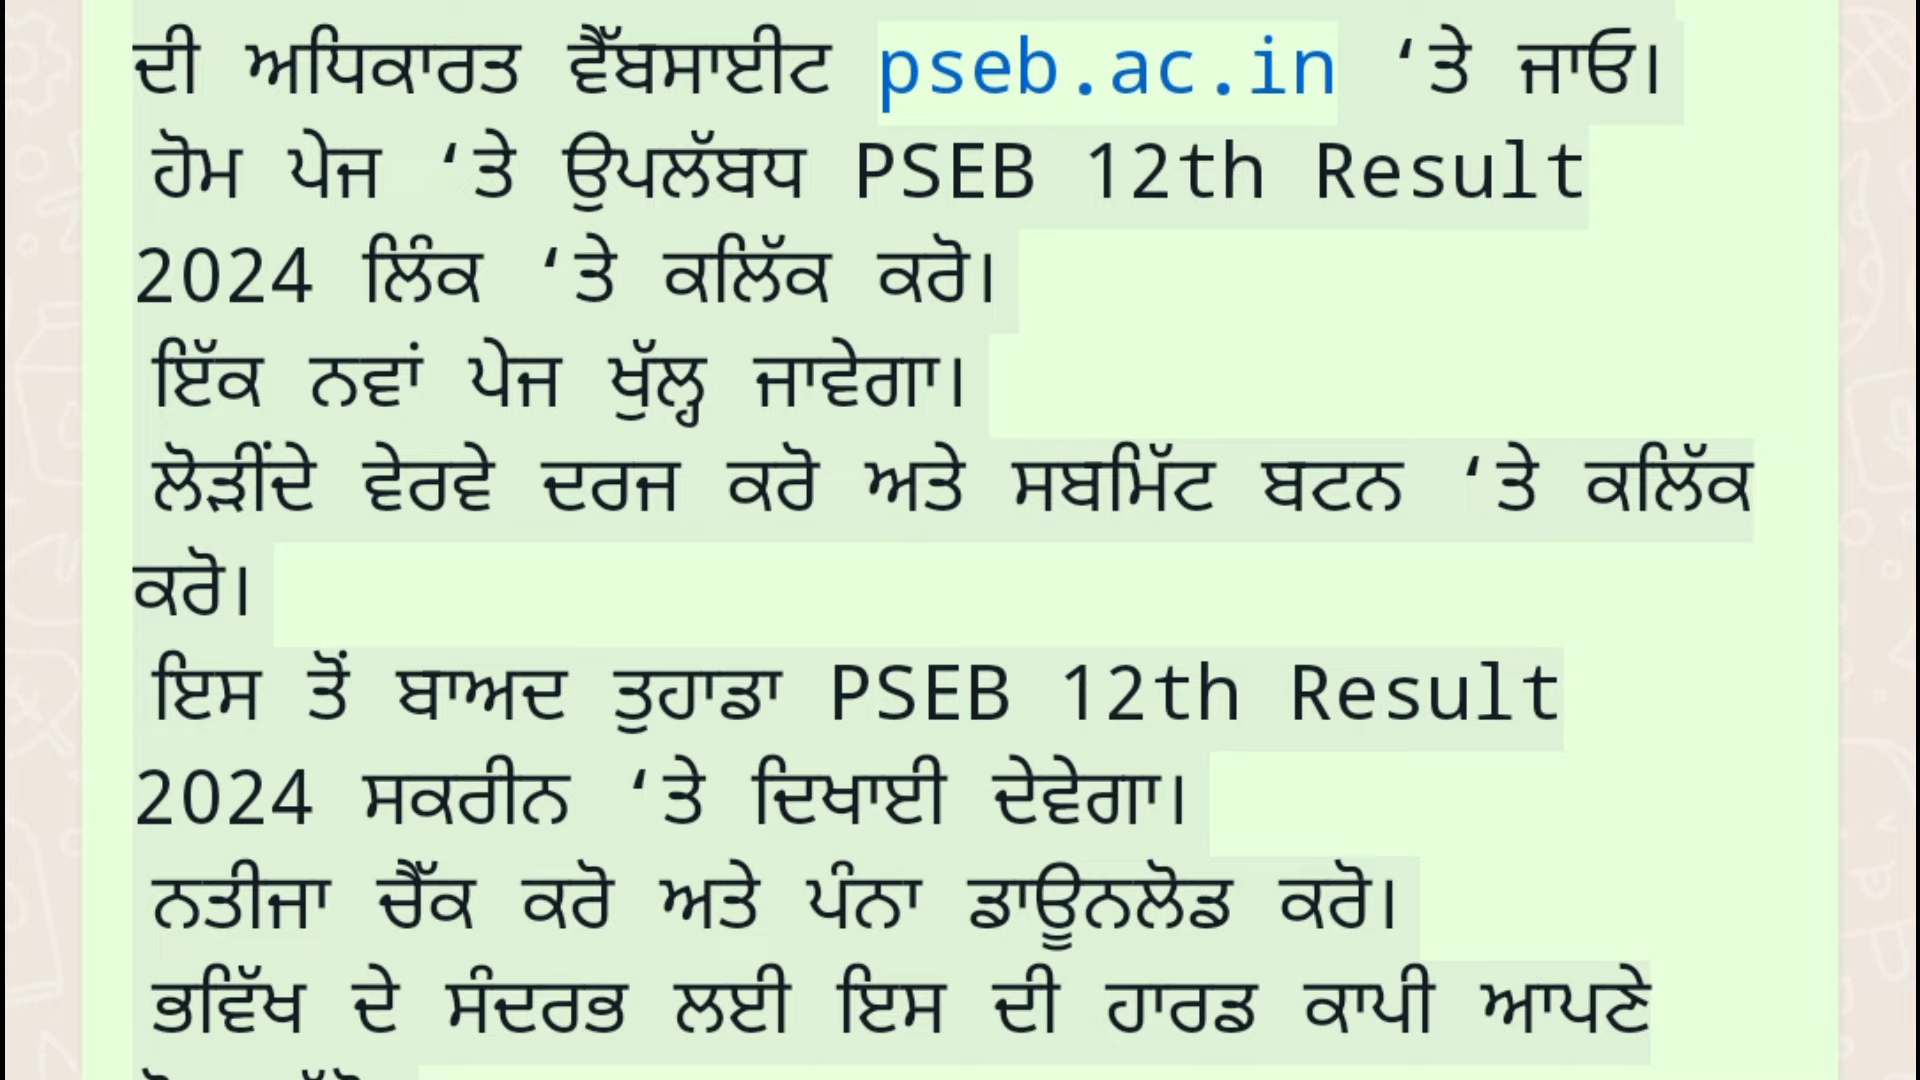 ਦੀ ਅਧਿਕਾਰਤ ਵੈੱਬਸਾਈਟ pseb.ac.in ‘ਤੇ ਜਾਓ।
ਹੋਮ ਪੇਜ ‘ਤੇ ਉਪਲੱਬਧ PSEB 12th Result
2024 ਲਿੰਕ ‘ਤੇ ਕਲਿੱਕ ਕਰੋ।
ਇੱਕ ਨਵਾਂ ਪੇਜ ਖੁੱਲ੍ਹ ਜਾਵੇਗਾ।
ਲੋੜੀਂਦੇ ਵੇਰਵੇ ਦਰਜ ਕਰੋ ਅਤੇ ਸਬਮਿੱਟ ਬਟਨ ‘ਤੇ ਕਲਿੱਕ
ਕਰੋ।
ਇਸ ਤੋਂ ਬਾਅਦ ਤੁਹਾਡਾ PSEB 12th Result
2024 ਸਕਰੀਨ ‘ਤੇ ਦਿਖਾਈ ਦੇਵੇਗਾ।
ਨਤੀਜਾ ਚੈੱਕ ਕਰੋ ਅਤੇ ਪੰਨਾ ਡਾਊਨਲੋਡ ਕਰੋ।
ਭਵਿੱਖ ਦੇ ਸੰਦਰਭ ਲਈ ਇਸ ਦੀ ਹਾਰਡ ਕਾਪੀ ਆਪਣੇ